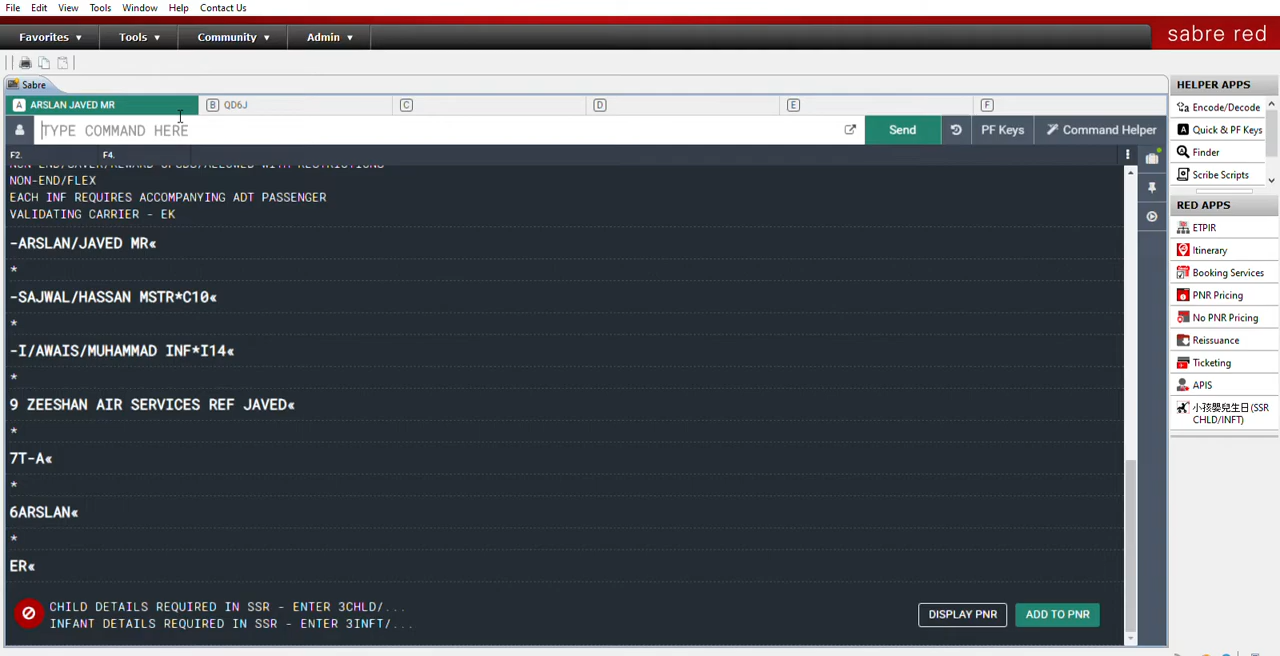 File Edit View Tools Window Help Contact Us
Favorites Tools Community Admin sabre red
Sabre
A ARSLAN JAVED MR B QD6J C D E F
TYPE COMMAND HERE Send PF Keys Command Helper
F2. F4.
NON-END/FLEX
EACH INF REQUIRES ACCOMPANYING ADT PASSENGER
VALIDATING CARRIER - EK
-ARSLAN/JAVED MR«
*
-SAJWAL/HASSAN MSTR*C10«
*
-I/AWAIS/MUHAMMAD INF*I14«
*
9 ZEESHAN AIR SERVICES REF JAVED«
*
7T-A«
*
6ARSLAN«
*
ER«
CHILD DETAILS REQUIRED IN SSR - ENTER 3CHLD/...
INFANT DETAILS REQUIRED IN SSR - ENTER 3INFT/...
DISPLAY PNR ADD TO PNR
HELPER APPS
Encode/Decode
Quick & PF Keys
Finder
Scribe Scripts
RED APPS
ETPIR
Itinerary
Booking Services
PNR Pricing
No PNR Pricing
Reissuance
Ticketing
APIS
小孩嬰兒生日(SSR
CHLD/INFT)